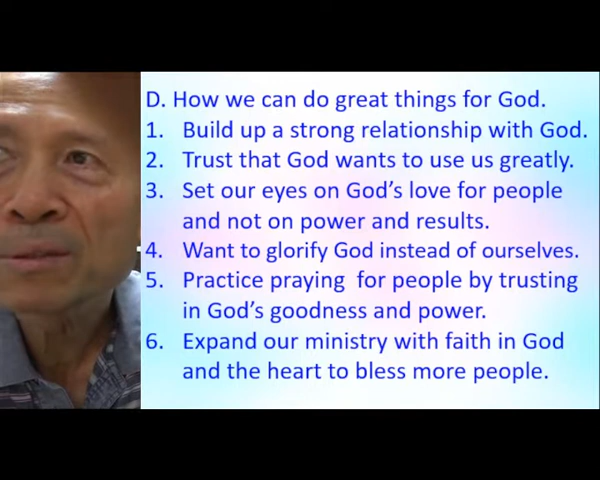 D. How we can do great things for God.
1. Build up a strong relationship with God.
2. Trust that God wants to use us greatly.
3. Set our eyes on God's love for people
and not on power and results.
4. Want to glorify God instead of ourselves.
5. Practice praying for people by trusting
in God's goodness and power.
6. Expand our ministry with faith in God
and the heart to bless more people.